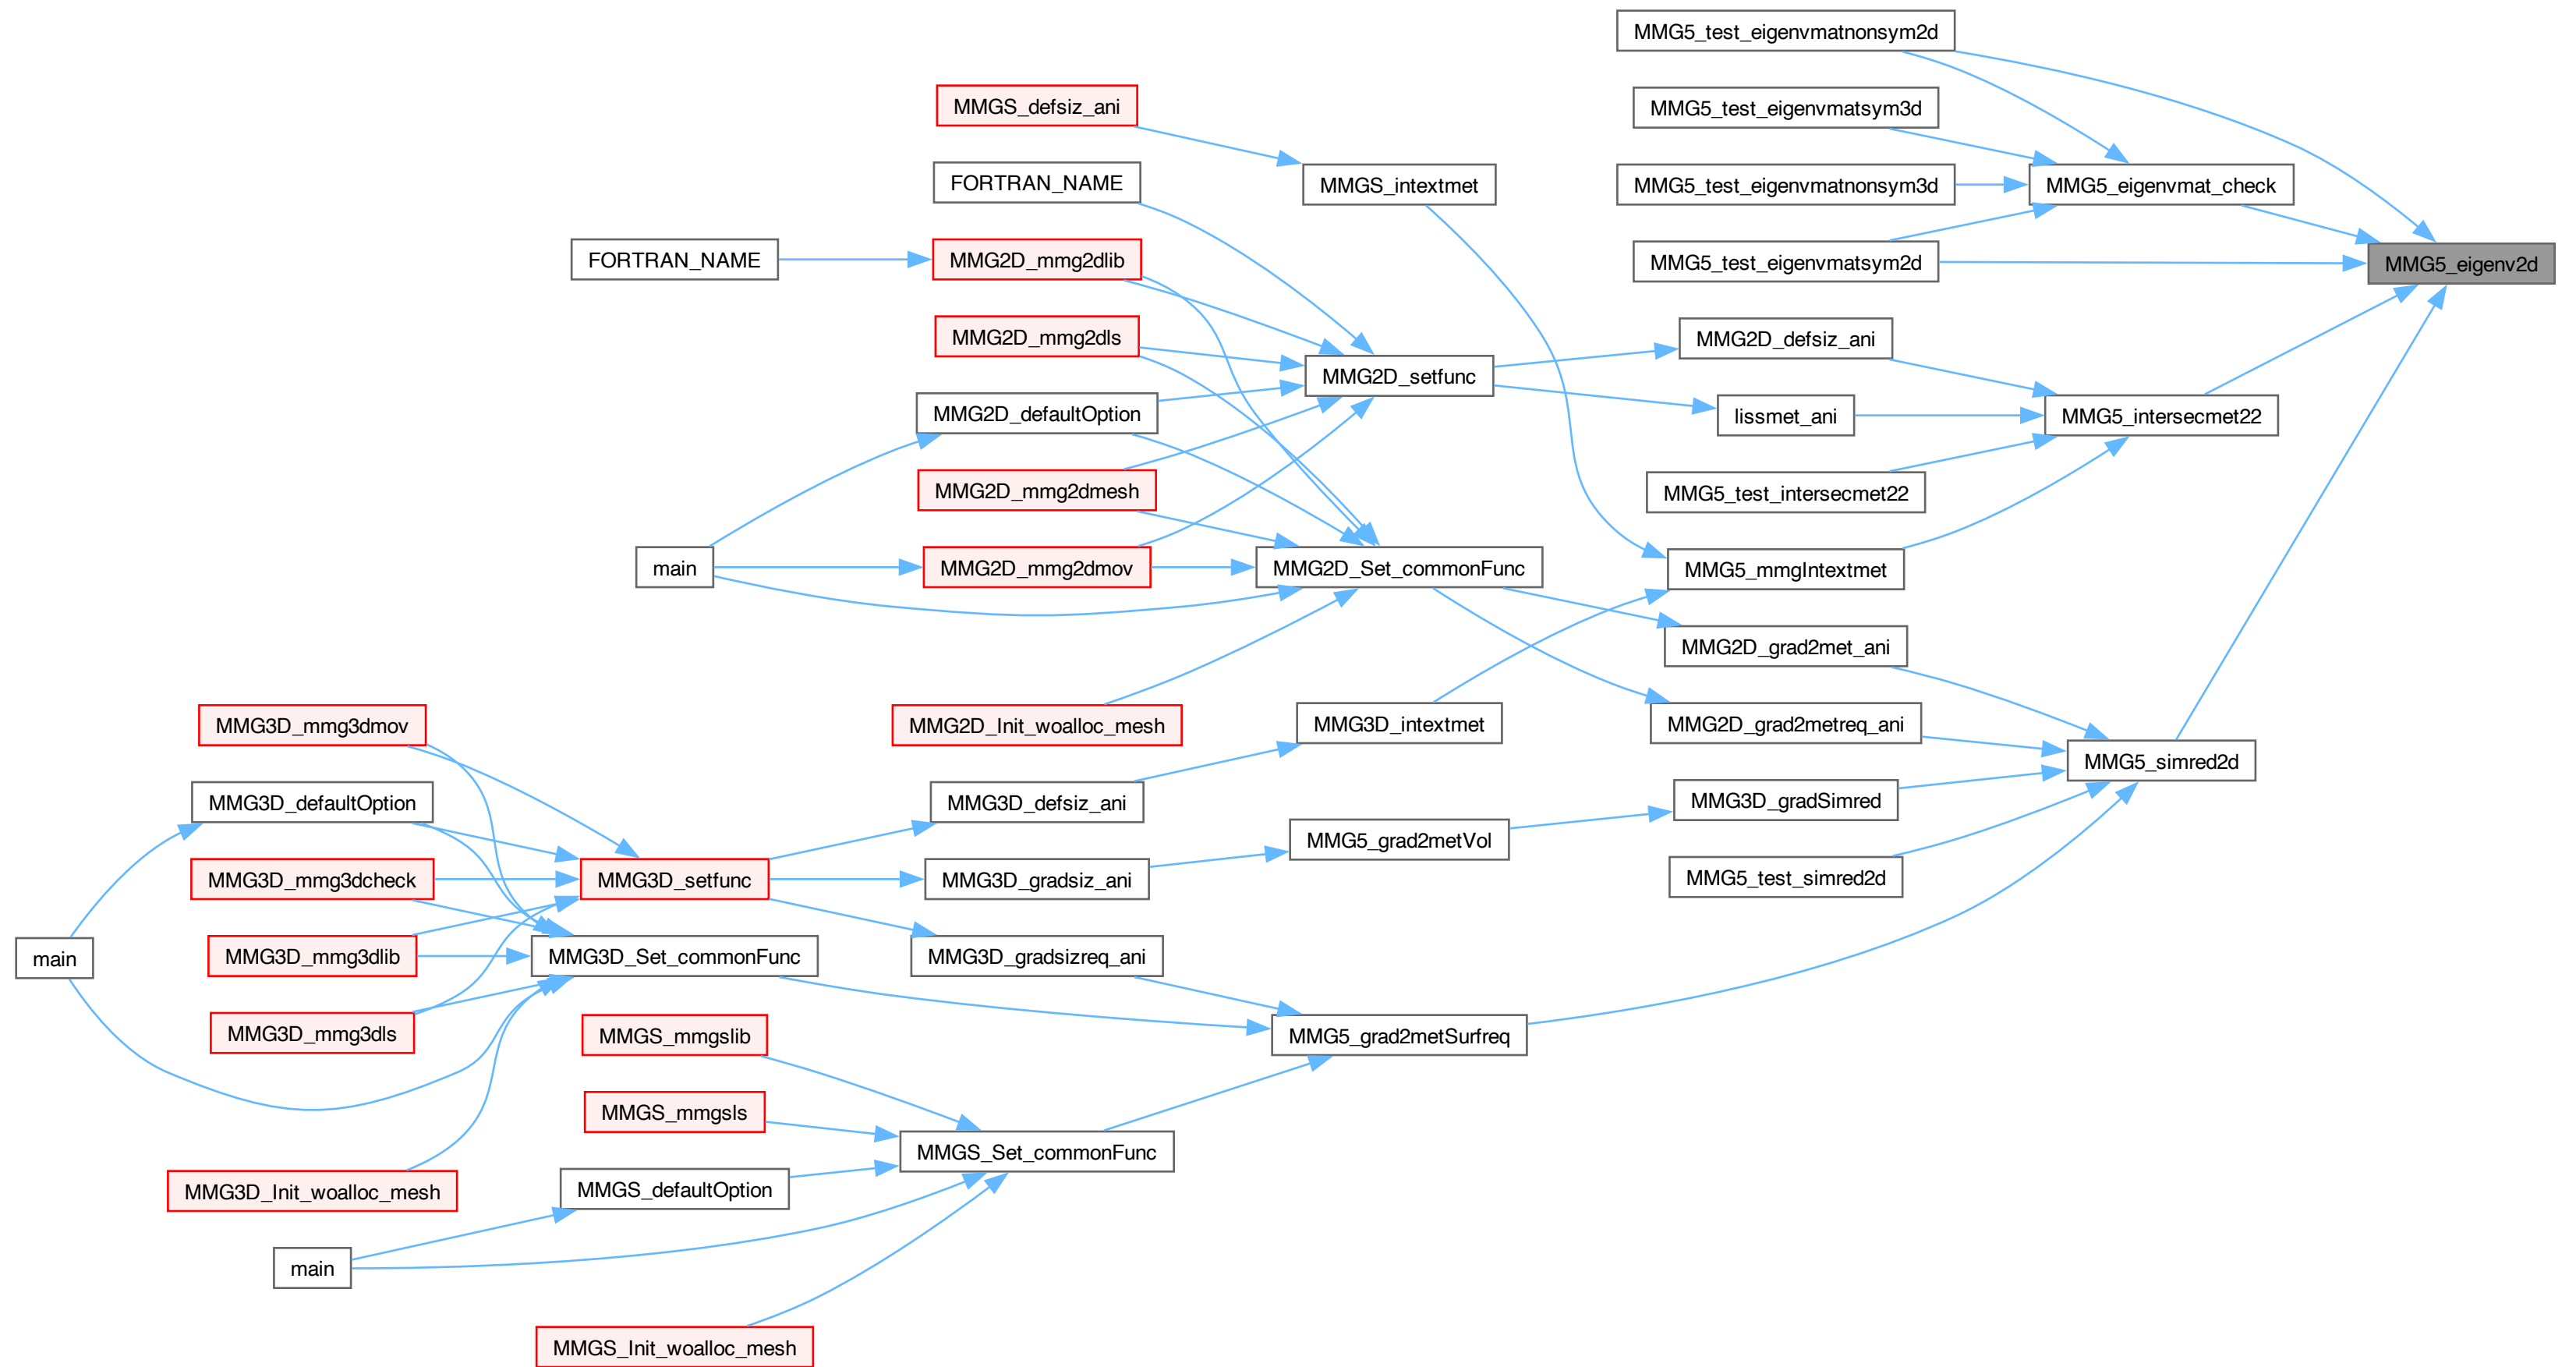 MMG5_test_eigenvmatnonsym2d
MMGS_defsiz_ani
MMG5_test_eigenvmatsym3d
FORTRAN_NAME
MMGS_intextmet
MMG5_test_eigenvmatnonsym3d
MMG5_eigenvmat_check
FORTRAN_NAME
MMG2D_mmg2dlib
MMG5_test_eigenvmatsym2d
MMG5_eigenv2d
MMG2D_mmg2dls
MMG2D_setfunc
MMG2D_defsiz_ani
MMG2D_defaultOption
lissmet_ani
MMG5_intersecmet22
MMG2D_mmg2dmesh
MMG5_test_intersecmet22
main
MMG2D_mmg2dmov
MMG2D_Set_commonFunc
MMG5_mmgIntextmet
MMG2D_grad2met_ani
MMG3D_mmg3dmov
MMG2D_Init_woalloc_mesh
MMG3D_intextmet
MMG2D_grad2metreq_ani
MMG5_simred2d
MMG3D_defaultOption
MMG3D_defsiz_ani
MMG3D_gradSimred
MMG5_grad2metVol
MMG3D_mmg3dcheck
MMG3D_setfunc
MMG3D_gradsiz_ani
MMG5_test_simred2d
main
MMG3D_mmg3dlib
MMG3D_Set_commonFunc
MMG3D_gradsizreq_ani
MMG3D_mmg3dls
MMGS_mmgslib
MMG5_grad2metSurfreq
MMGS_mmgsls
MMGS_Set_commonFunc
MMG3D_Init_woalloc_mesh
MMGS_defaultOption
main
MMGS_Init_woalloc_mesh